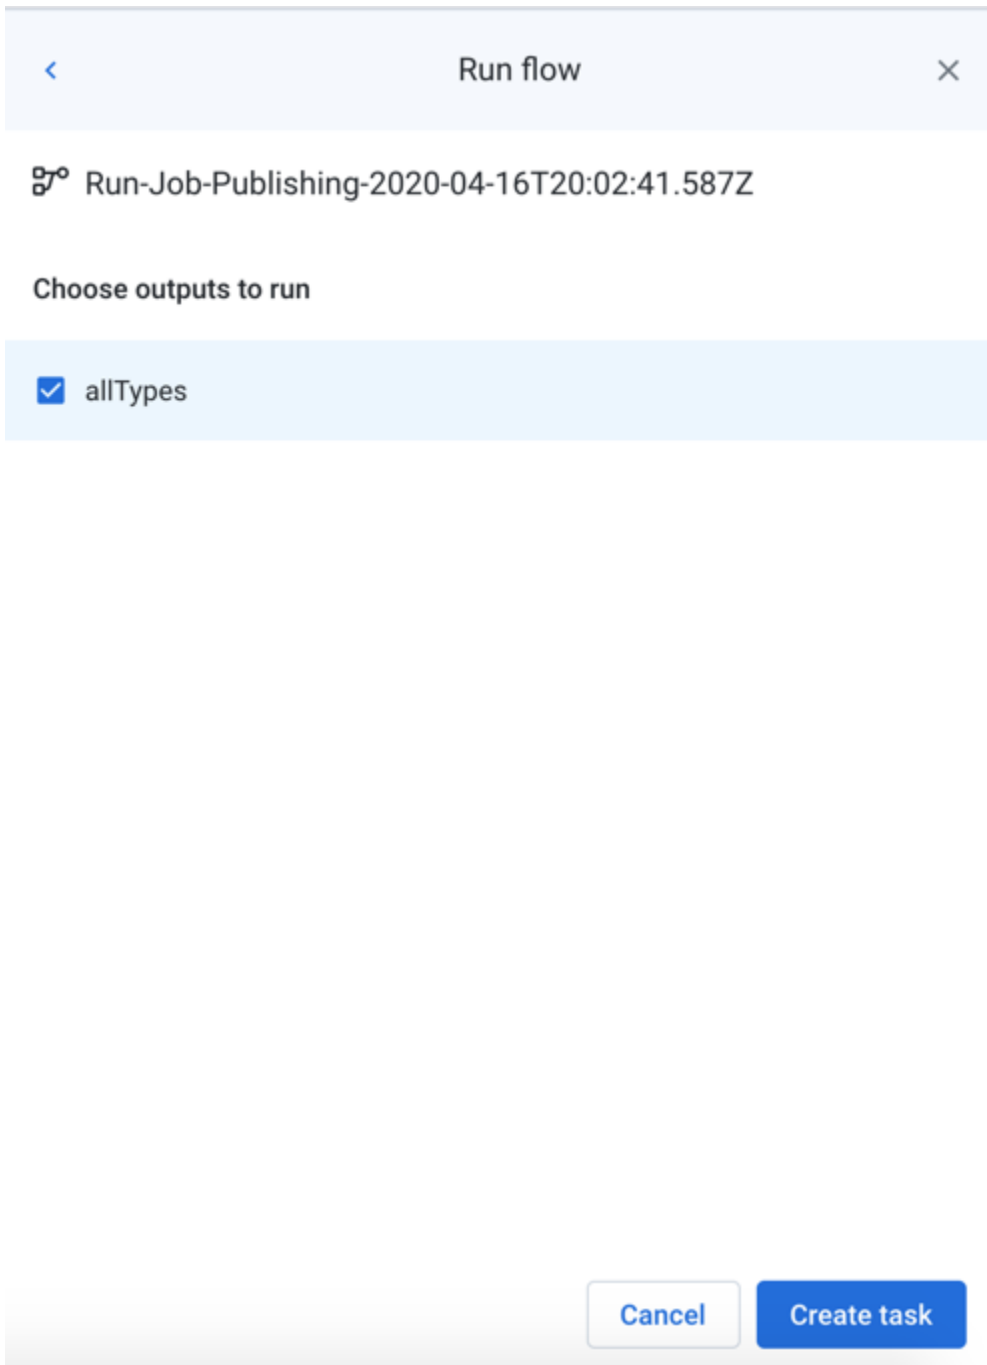 Run flow
Run-Job-Publishing-2020-04-16T20:02:41.587Z
Choose outputs to run
allTypes
Cancel
Create task